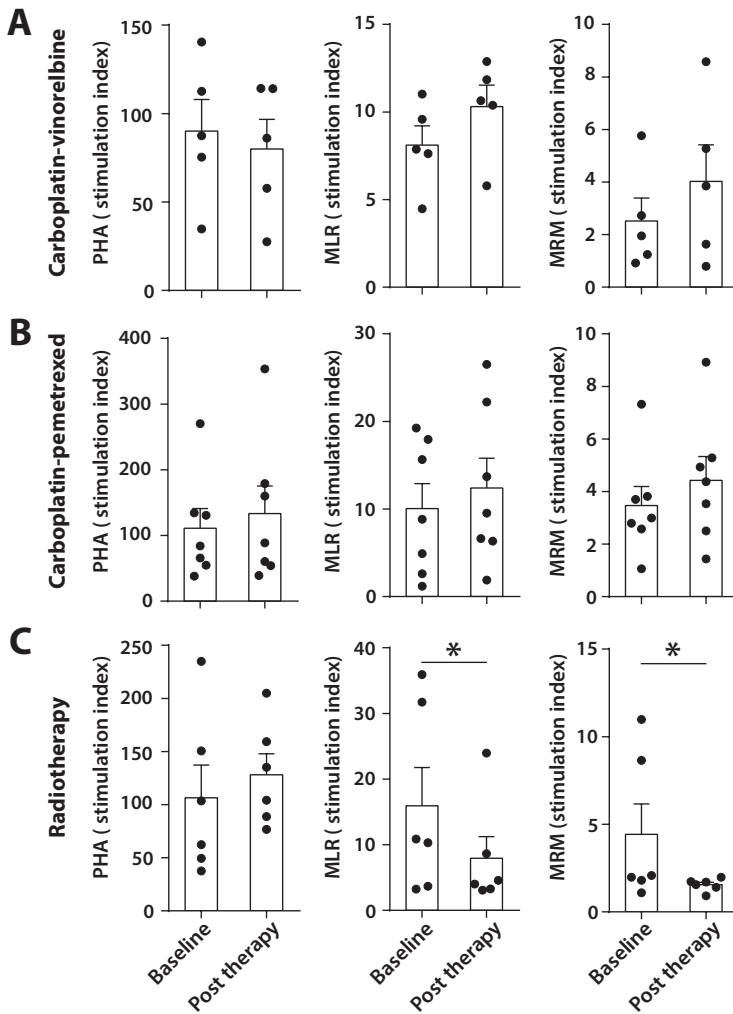 A
Carboplatin-vinorelbine
PHA ( stimulation index)
150
100
50
0
MLR ( stimulation index)
15
10
5
0
MRM ( stimulation index)
10
8
6
4
2
0
B
Carboplatin-pemetrexed
PHA ( stimulation index)
400
300
200
100
0
MLR ( stimulation index)
30
20
10
0
MRM ( stimulation index)
10
8
6
4
2
0
C
Radiotherapy
PHA ( stimulation index)
250
200
150
100
50
0
MLR ( stimulation index)
40
30
20
10
0
*
MRM (stimulation index)
15
10
5
0
*
Baseline
Post therapy
Baseline
Post therapy
Baseline
Post therapy